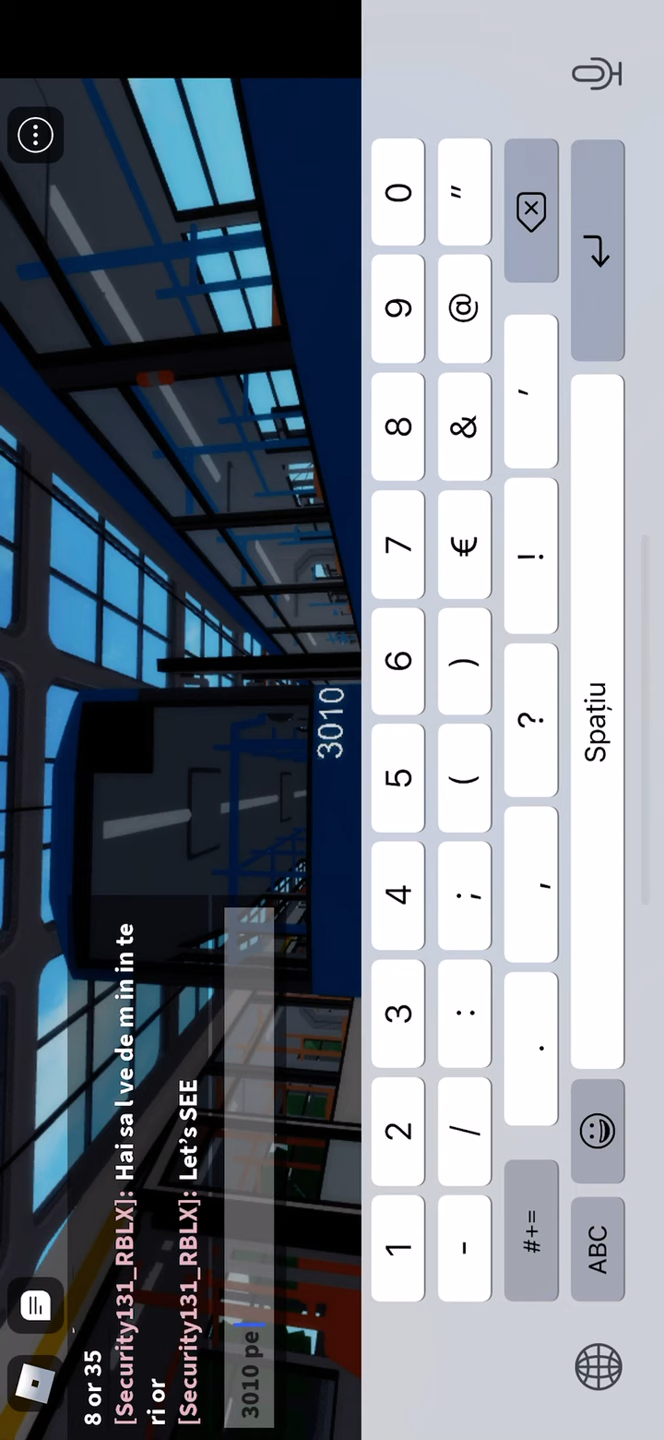 8 or 35
[Security131_RBLX]: Hai sa l ve de m in in te
ri or
[Security131_RBLX]: Let’s SEE
3010 pe
3010
1 2 3 4 5 6 7 8 9 0
- / : ; ( ) € & @ "
#+= . , ? ! '
ABC Spațiu